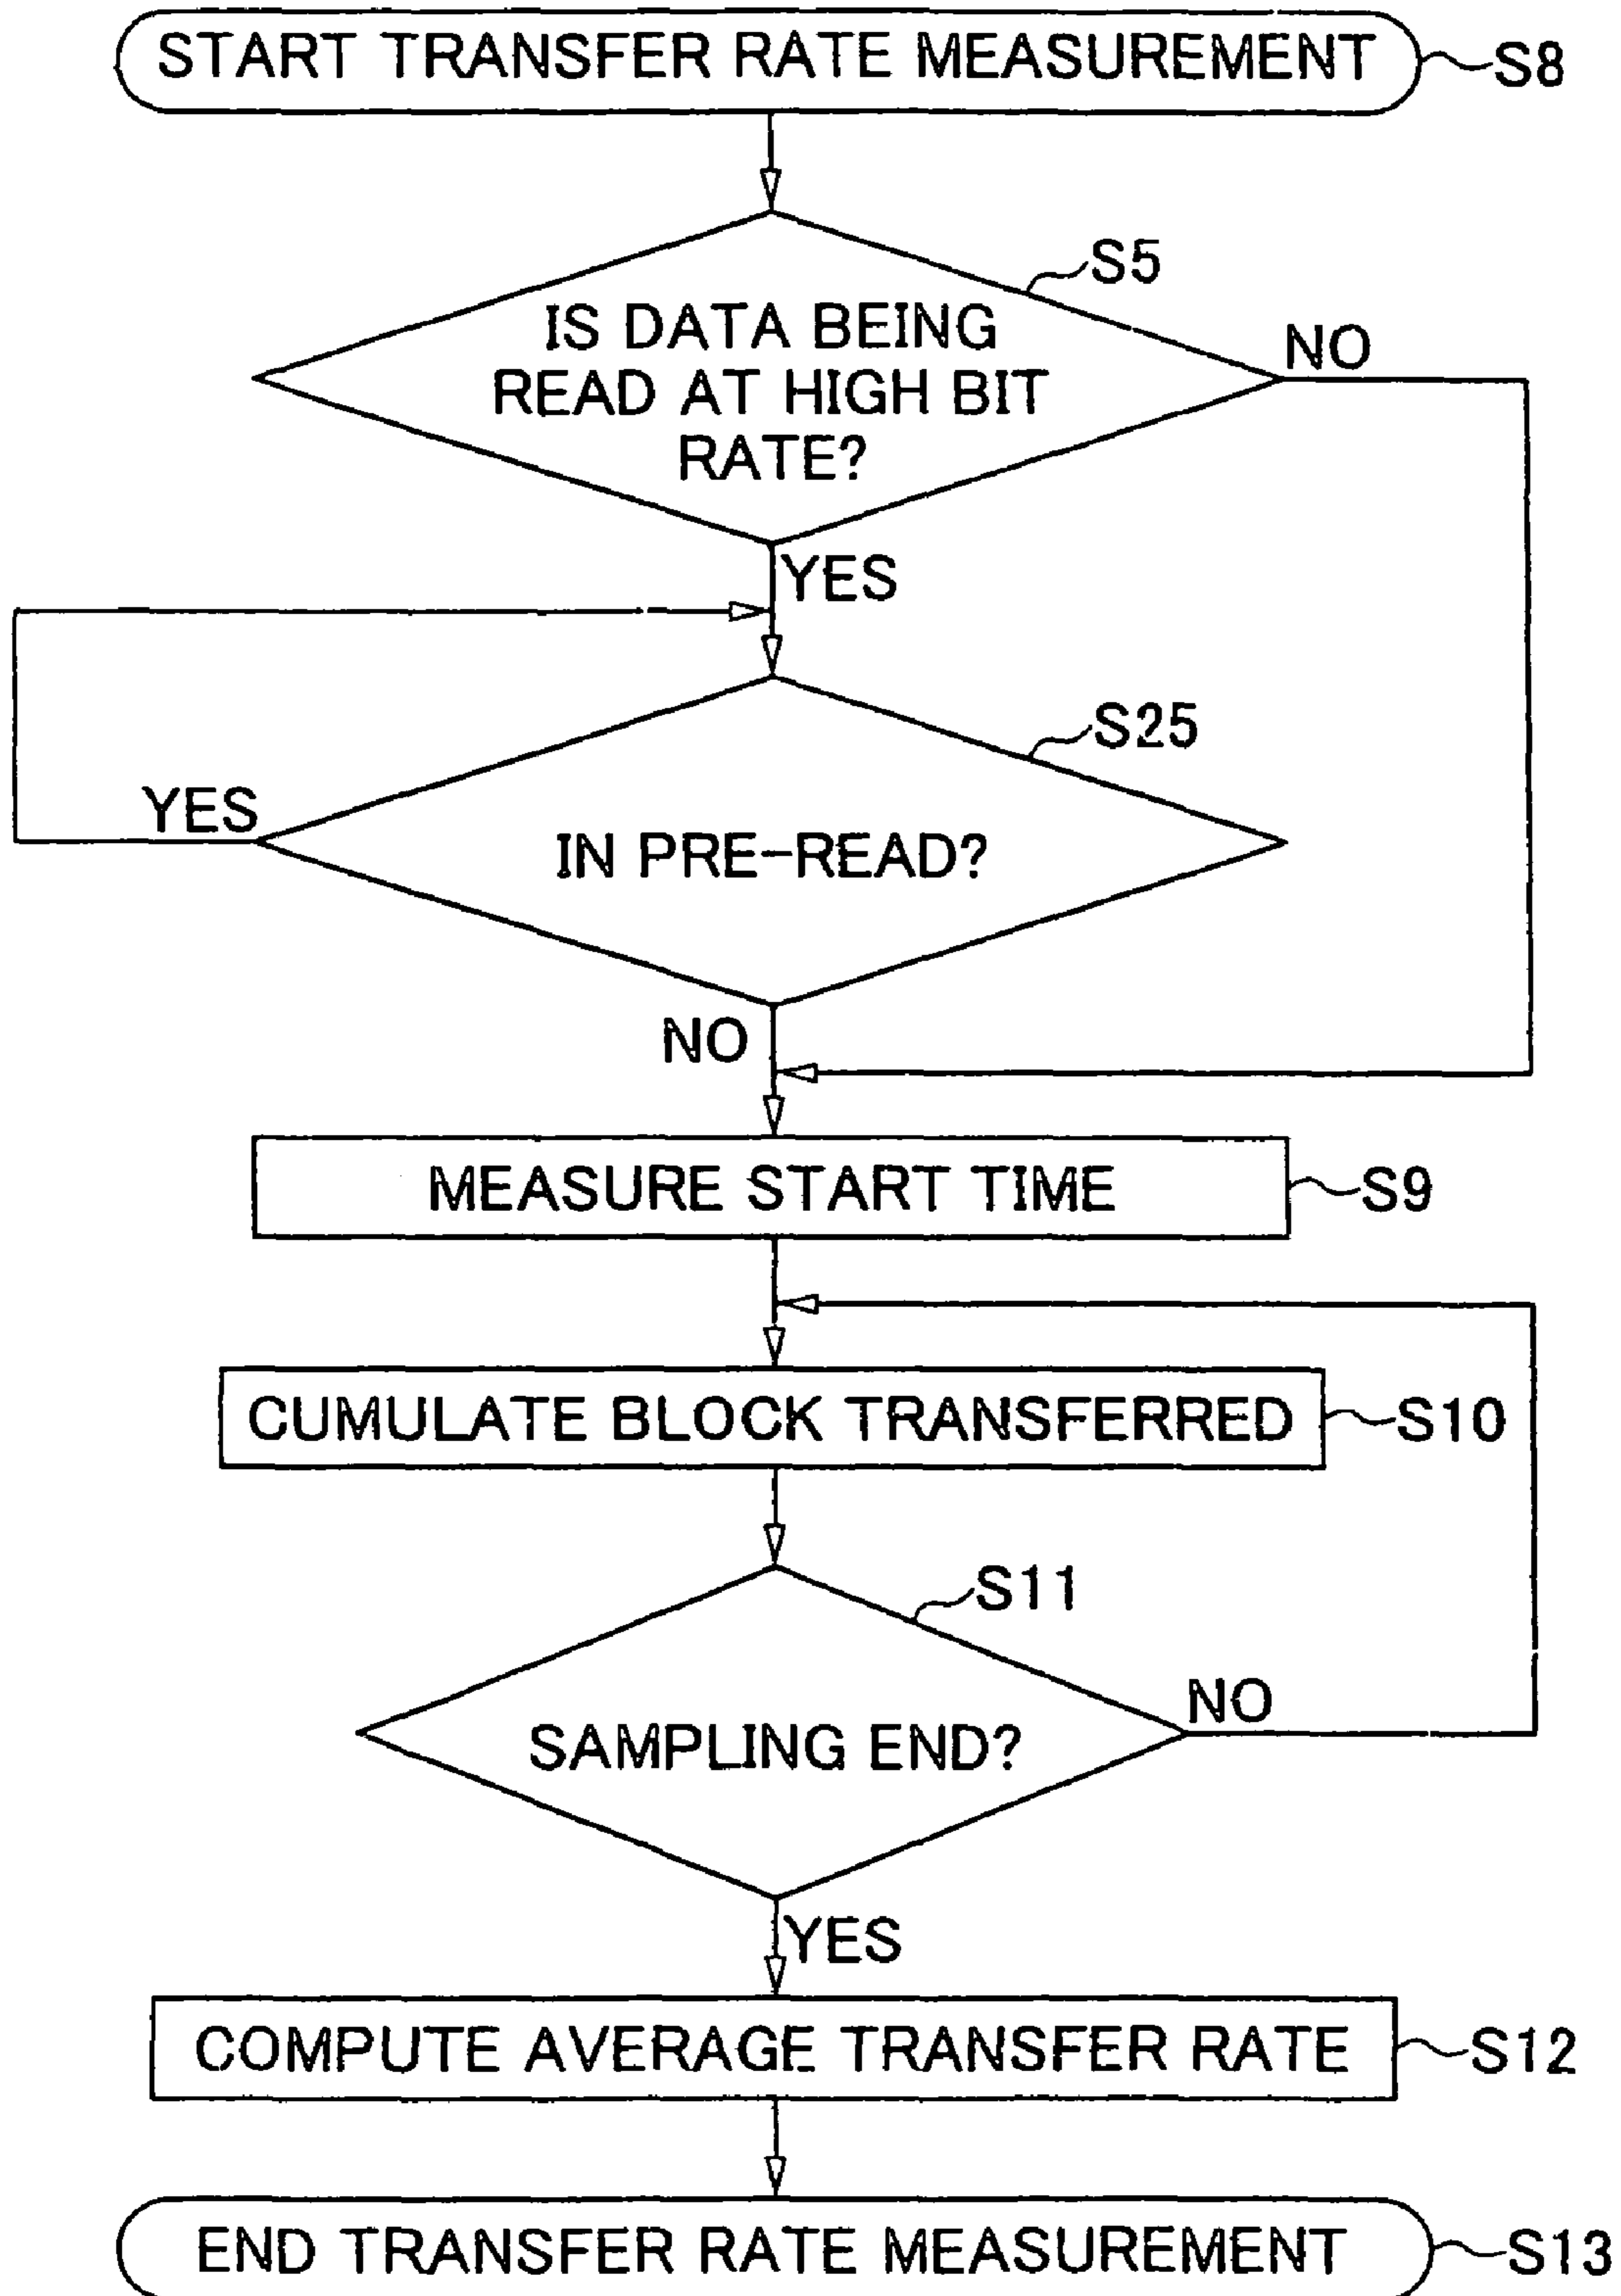 START TRANSFER RATE MEASUREMENT
S8
S5
IS DATA BEING
READ AT HIGH BIT
RATE?
NO
YES
S25
YES
IN PRE-READ?
NO
MEASURE START TIME
S9
CUMULATE BLOCK TRANSFERRED
S10
S11
NO
SAMPLING END?
YES
COMPUTE AVERAGE TRANSFER RATE
S12
END TRANSFER RATE MEASUREMENT
S13